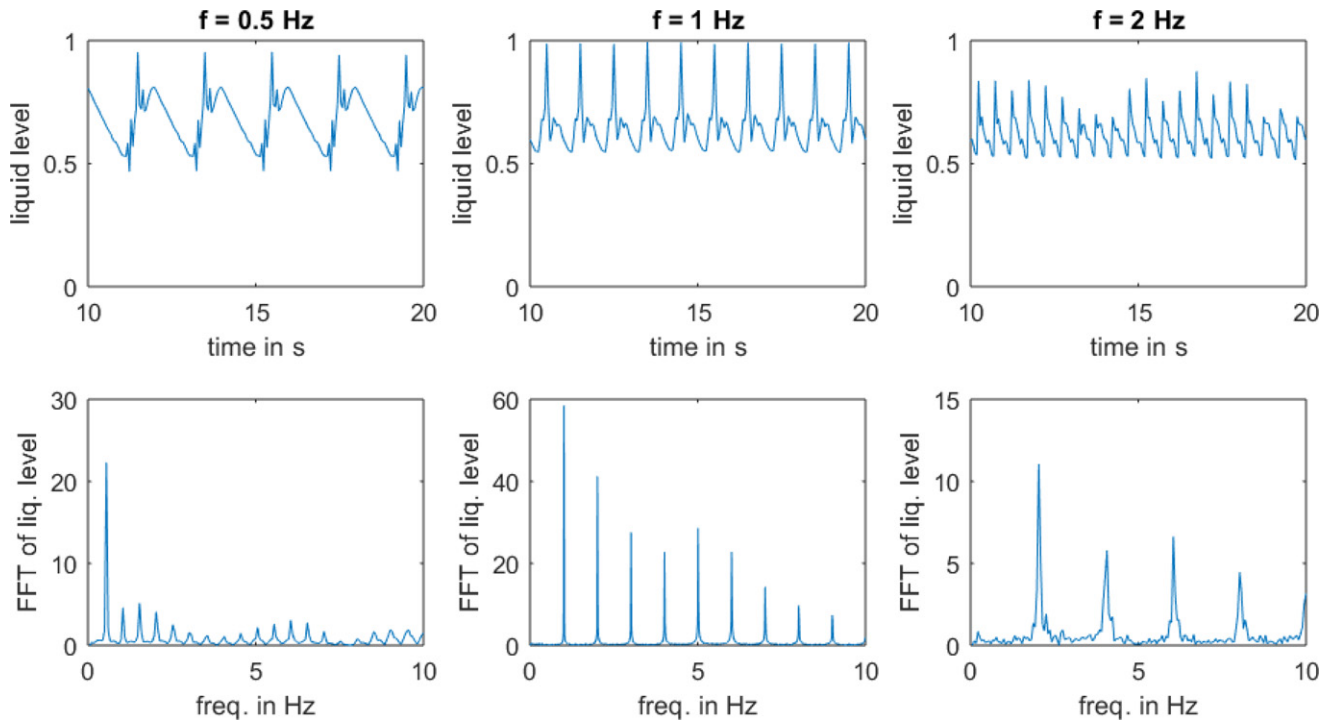 f = 0.5 Hz
liquid level
1
0.5
0
10 15 20
time in s
f = 1 Hz
liquid level
1
0.5
0
10 15 20
time in s
f = 2 Hz
liquid level
1
0.5
0
10 15 20
time in s
FFT of liq. level
30
20
10
0
0 5 10
freq. in Hz
FFT of liq. level
60
40
20
0
0 5 10
freq. in Hz
FFT of liq. level
15
10
5
0
0 5 10
freq. in Hz